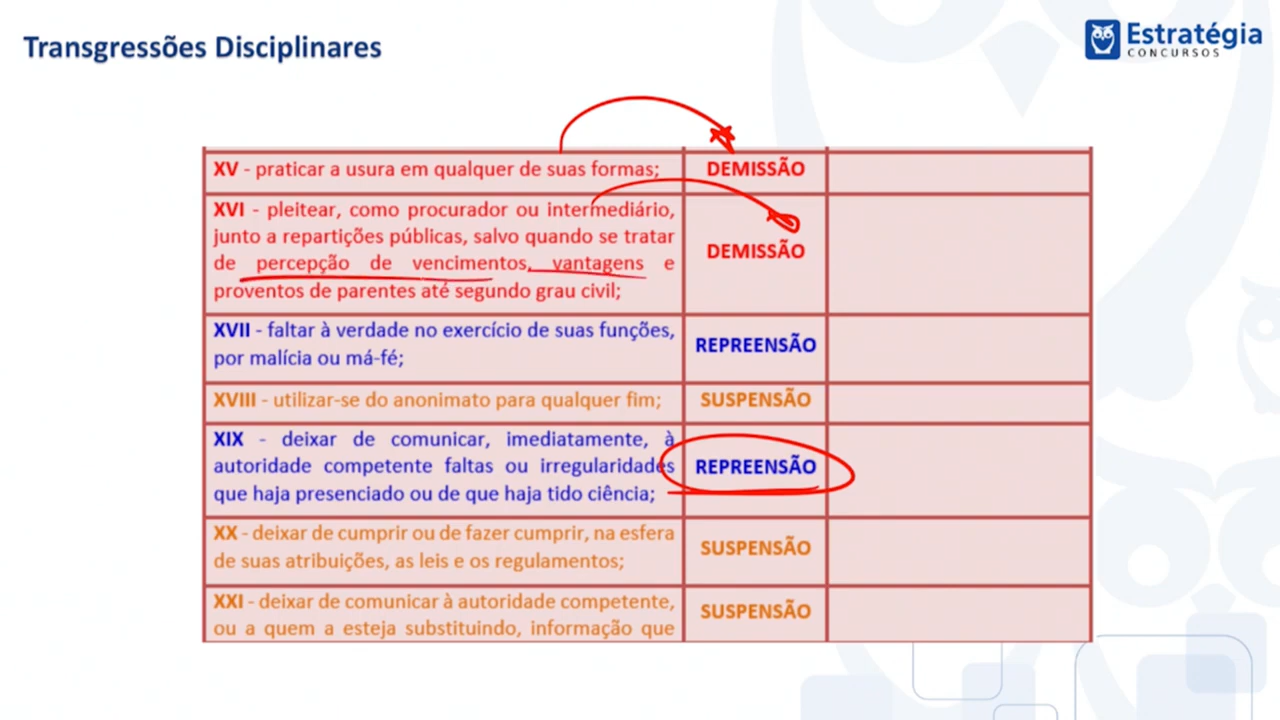 Transgressões Disciplinares
Estratégia
CONCURSOS
XV - praticar a usura em qualquer de suas formas;
DEMISSÃO
XVI - pleitear, como procurador ou intermediário,
junto a repartições públicas, salvo quando se tratar
de percepção de vencimentos, vantagens e
proventos de parentes até segundo grau civil;
DEMISSÃO
XVII - faltar à verdade no exercício de suas funções,
por malícia ou má-fé;
REPREENSÃO
XVIII - utilizar-se do anonimato para qualquer fim;
SUSPENSÃO
XIX - deixar de comunicar, imediatamente, à
autoridade competente faltas ou irregularidades
que haja presenciado ou de que haja tido ciência;
REPREENSÃO
XX - deixar de cumprir ou de fazer cumprir, na esfera
de suas atribuições, as leis e os regulamentos;
SUSPENSÃO
XXI - deixar de comunicar à autoridade competente,
ou a quem a esteja substituindo, informação que
SUSPENSÃO